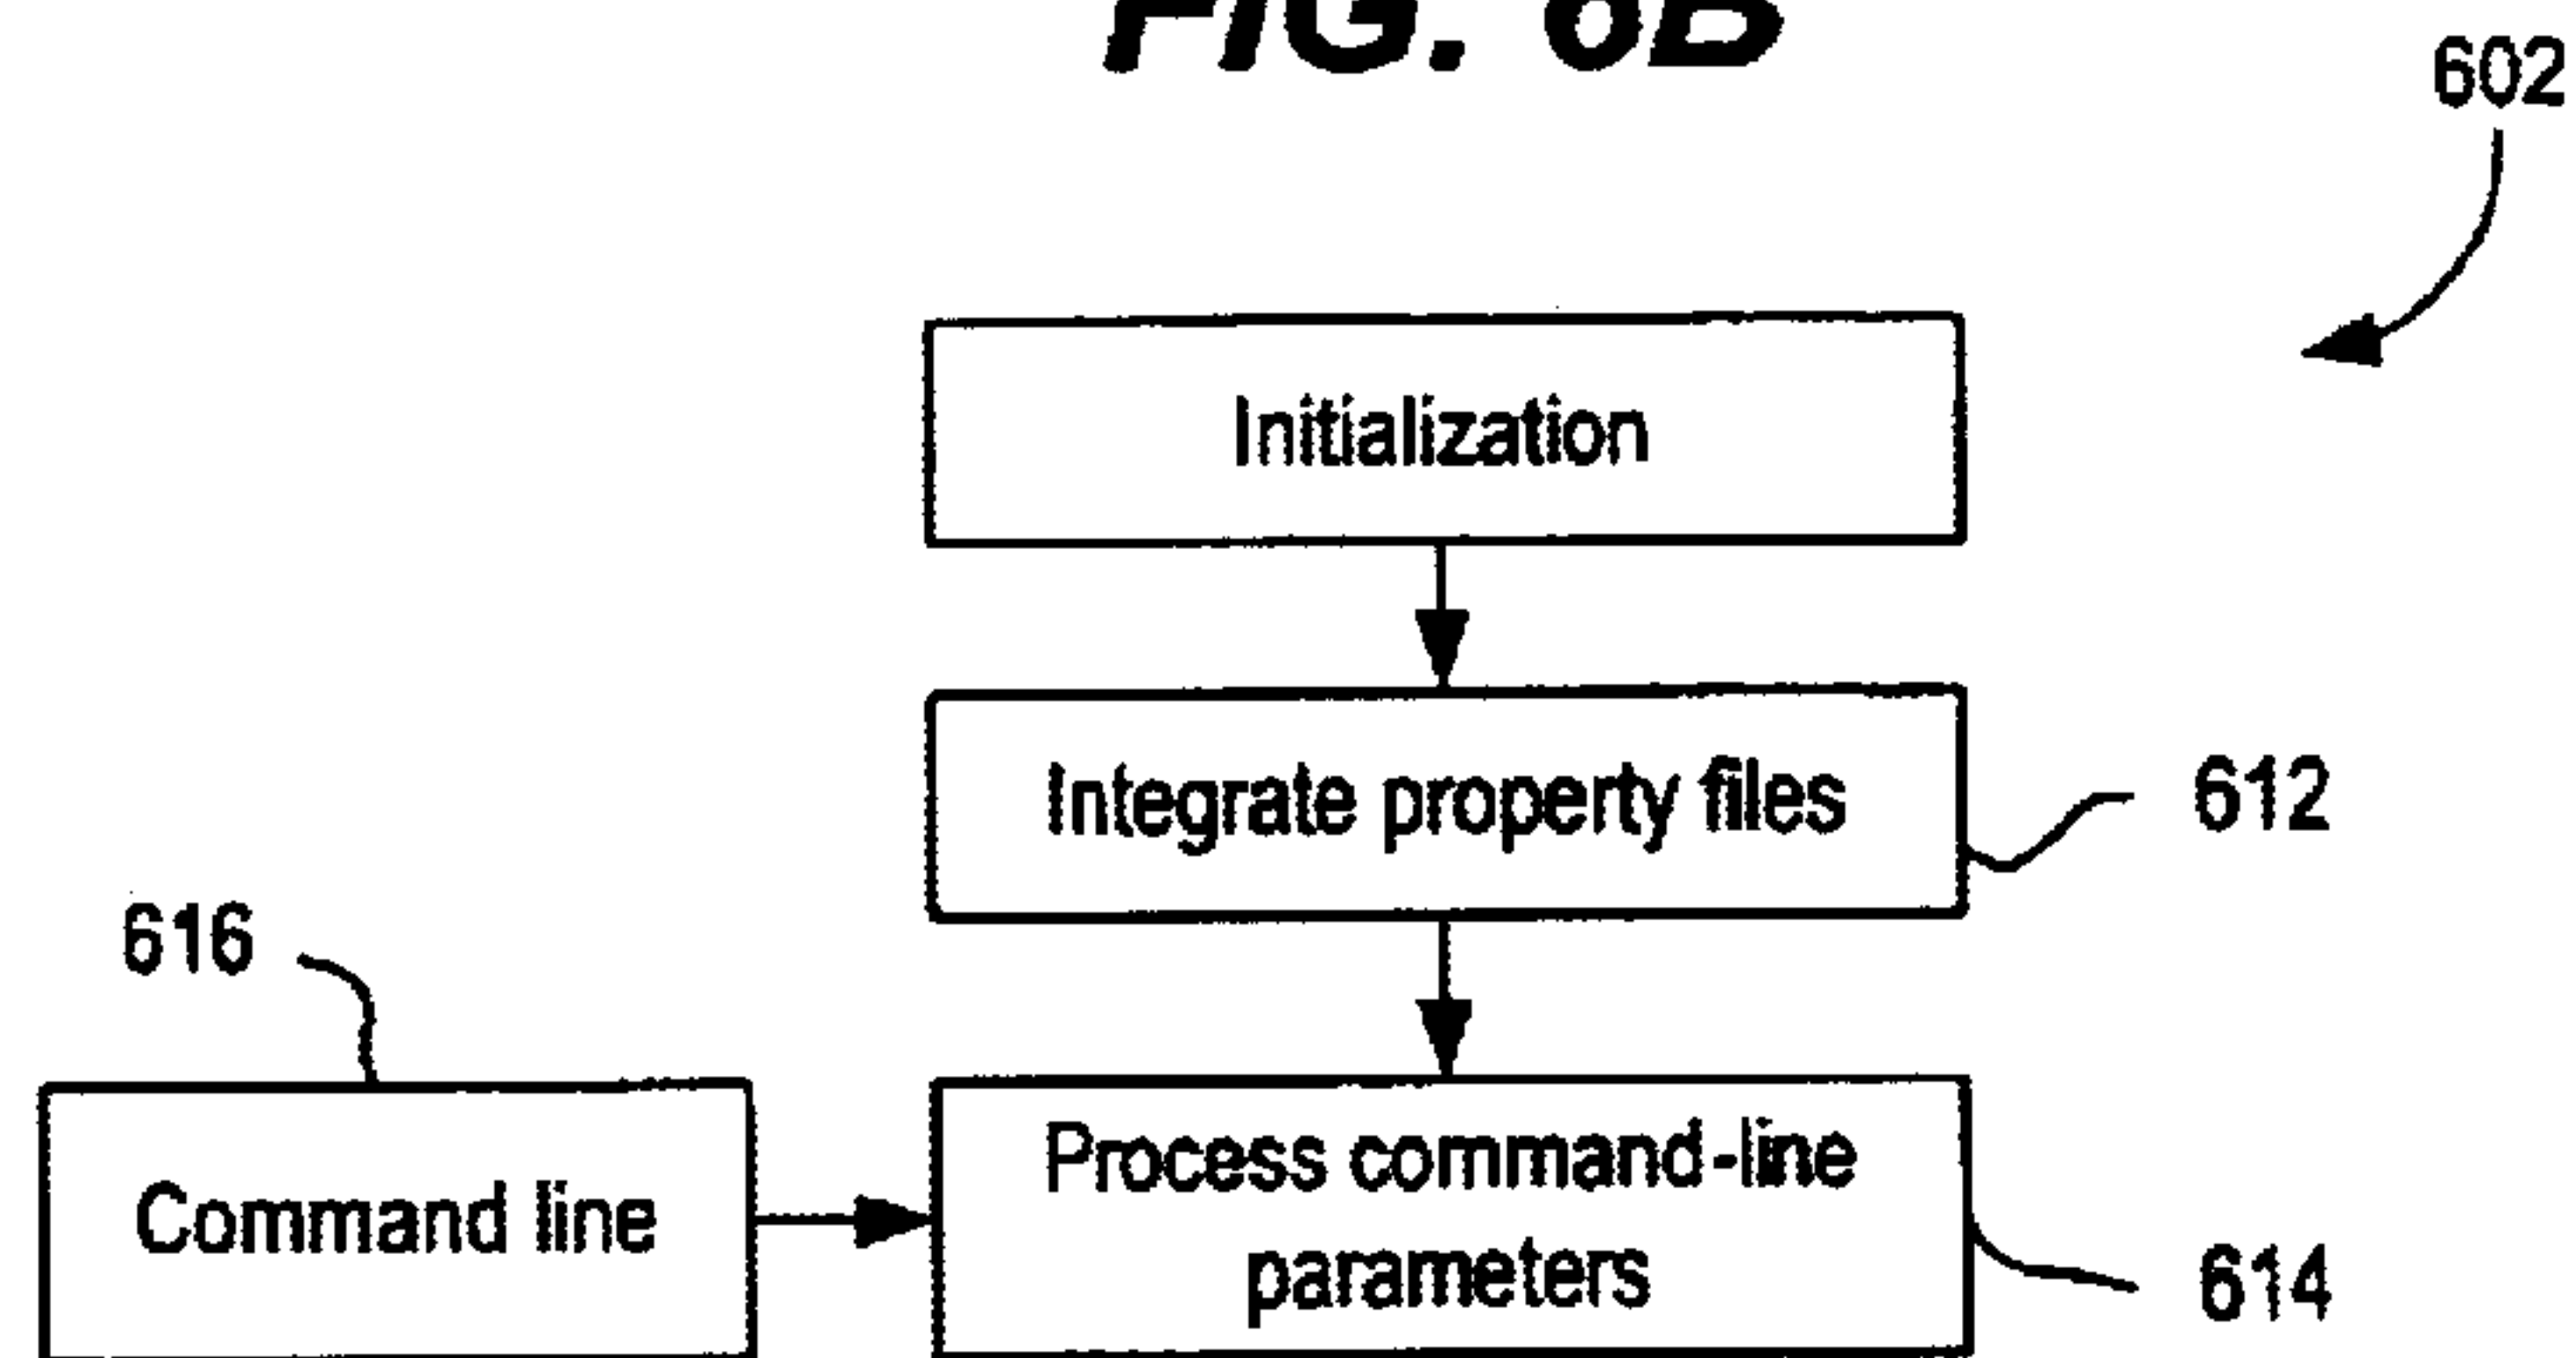 FIG. 6B
602
Initialization
Integrate property files
612
616
Command line
Process command-line
parameters
614